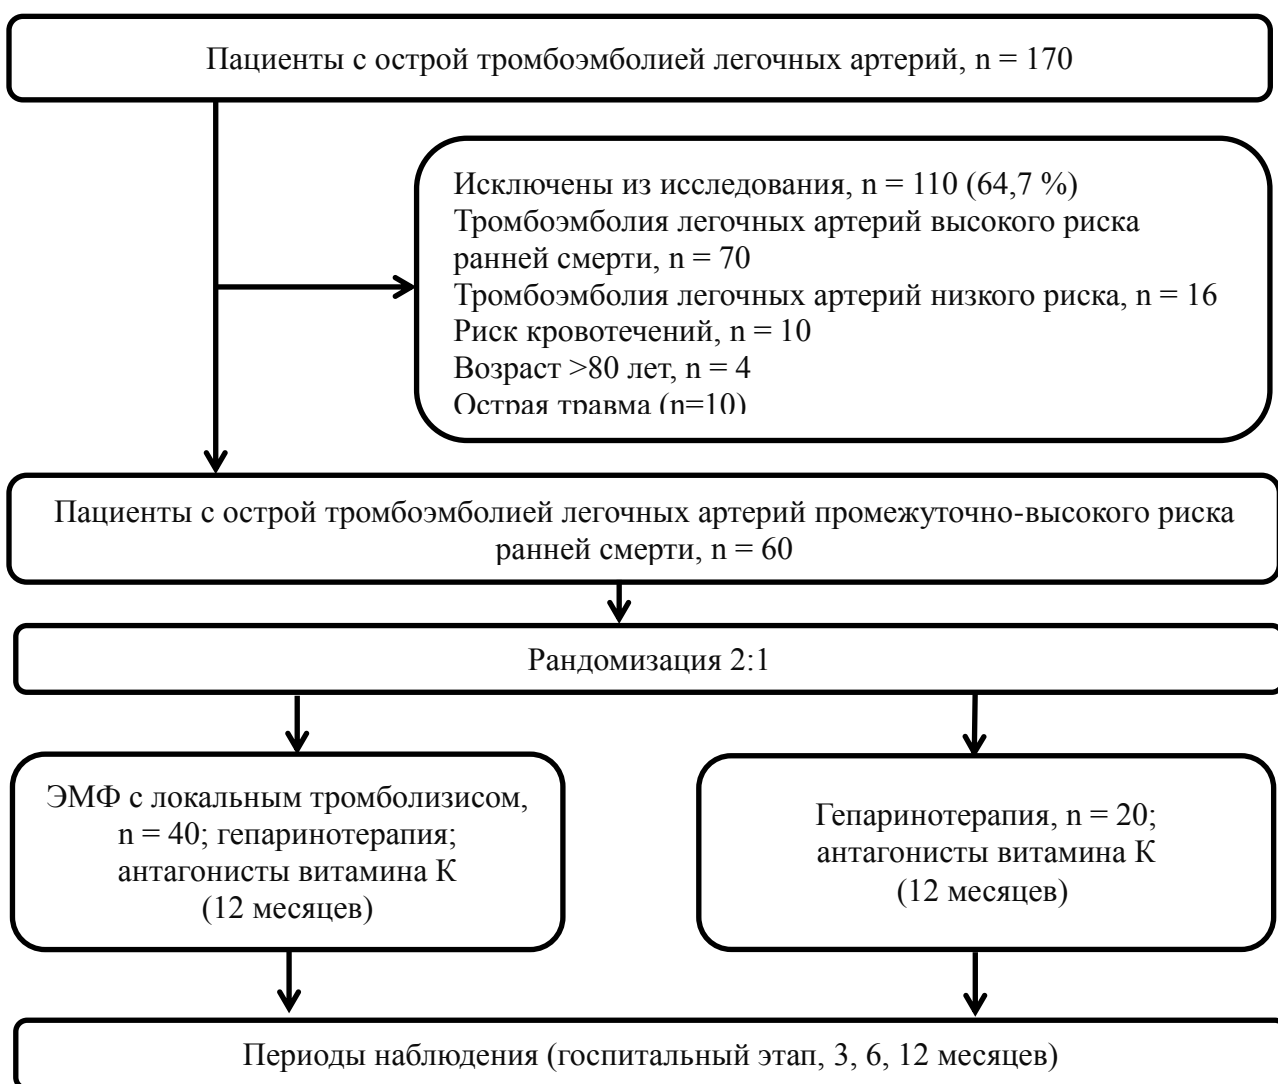 Пациенты с острой тромбоэмболией легочных артерий, n = 170
Исключены из исследования, n = 110 (64,7 %)
Тромбоэмболия легочных артерий высокого риска
ранней смерти, n = 70
Тромбоэмболия легочных артерий низкого риска, n = 16
Риск кровотечений, n = 10
Возраст >80 лет, n = 4
Острая травма (n=10)
Пациенты с острой тромбоэмболией легочных артерий промежуточно-высокого риска
ранней смерти, n = 60
Рандомизация 2:1
ЭМФ с локальным тромболизисом,
n = 40; гепаринотерапия;
антагонисты витамина К
(12 месяцев)
Гепаринотерапия, n = 20;
антагонисты витамина К
(12 месяцев)
Периоды наблюдения (госпитальный этап, 3, 6, 12 месяцев)